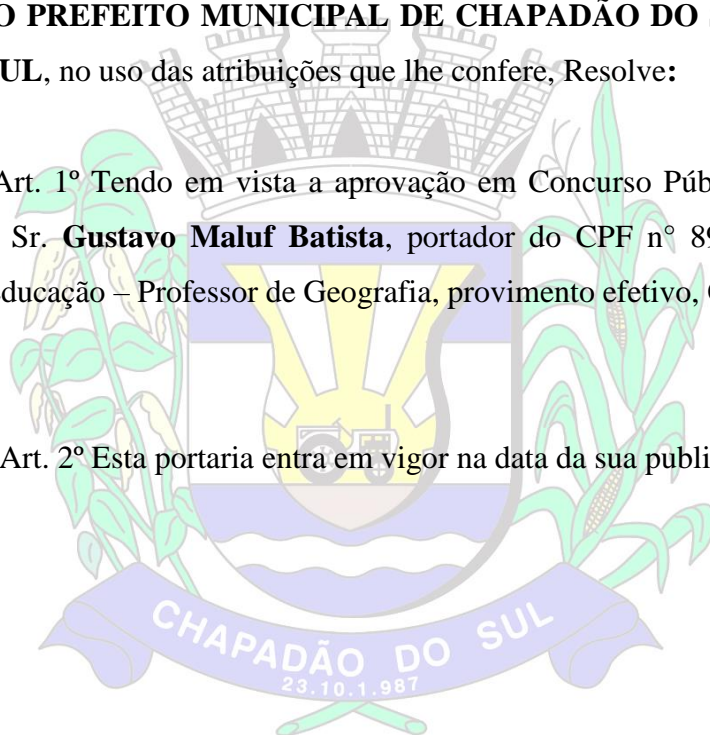 O PREFEITO MUNICIPAL DE CHAPADÃO DO
SUL, no uso das atribuições que lhe confere, Resolve:
Art. 1º Tendo em vista a aprovação em Concurso Púb
Sr. Gustavo Maluf Batista, portador do CPF n° 89
ducação – Professor de Geografia, provimento efetivo,
Art. 2º Esta portaria entra em vigor na data da sua publi
CHAPADÃO DO SUL
23.10.1.987